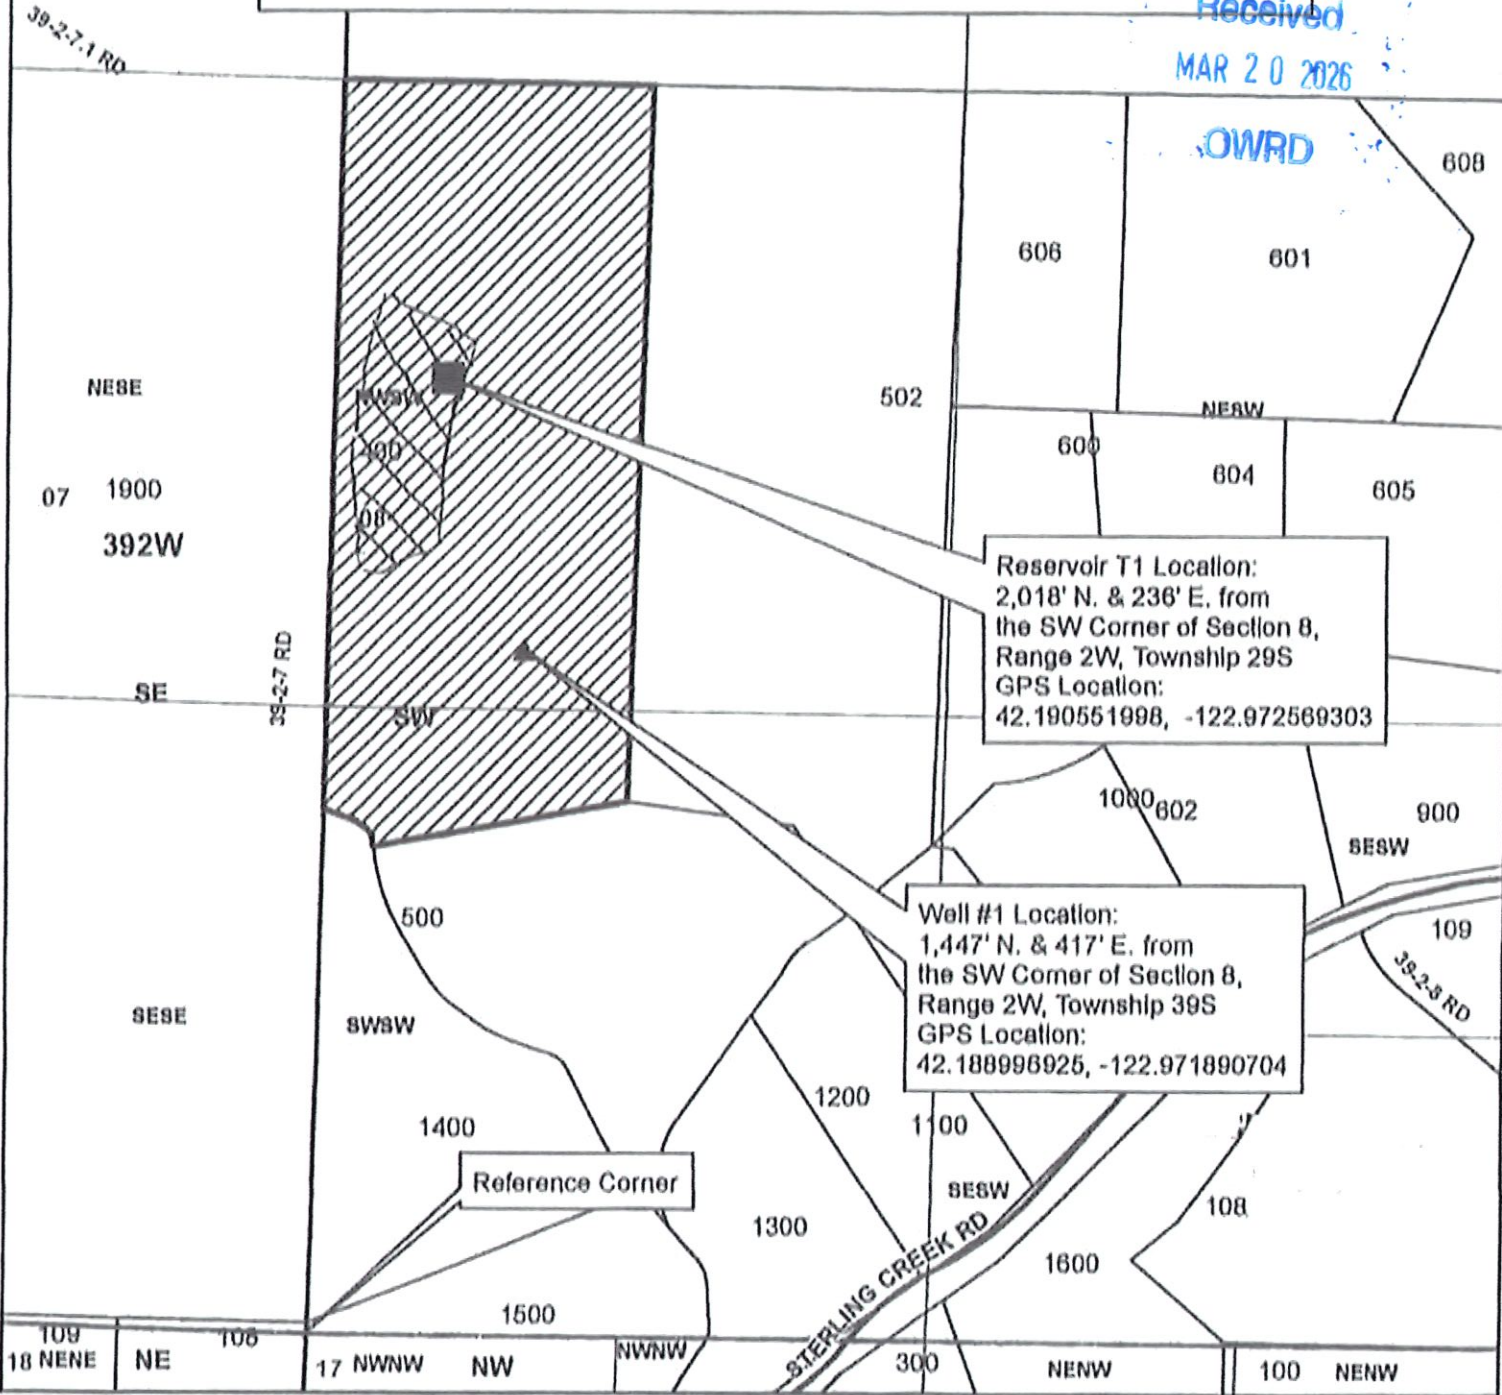 39-2-7.1 RD
Received
MAR 20 2026
OWRD
608
606
601
NESE
NWSW
400
502
NESW
600
604
605
07
1900
08
392W
Reservoir T1 Location:
2,018' N. & 236' E. from
the SW Corner of Section 8,
Range 2W, Township 29S
GPS Location:
42.190551998, -122.972569303
39-2-7 RD
SE
SW
1000
602
900
SESW
Well #1 Location:
1,447' N. & 417' E. from
the SW Corner of Section 8,
Range 2W, Township 39S
GPS Location:
42.188996925, -122.971890704
500
109
39-2-8 RD
SESE
SWSW
1200
1100
1400
Reference Corner
SESW
108
1300
STERLING CREEK RD
1600
1500
109
108
18 NENE
NE
17 NWNW
NW
NWNW
300
NENW
100 NENW